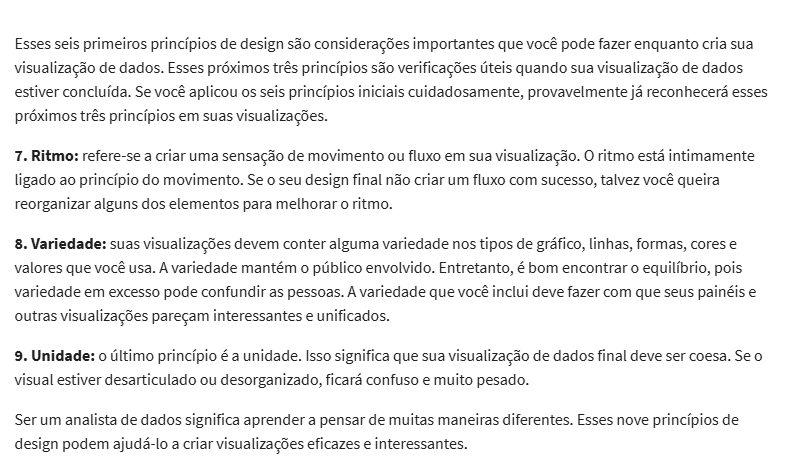 Esses seis primeiros princípios de design são considerações importantes que você pode fazer enquanto cria sua
visualização de dados. Esses próximos três princípios são verificações úteis quando sua visualização de dados
estiver concluída. Se você aplicou os seis princípios iniciais cuidadosamente, provavelmente já reconhecerá esses
próximos três princípios em suas visualizações.
7. Ritmo: refere-se a criar uma sensação de movimento ou fluxo em sua visualização. O ritmo está intimamente
ligado ao princípio do movimento. Se o seu design final não criar um fluxo com sucesso, talvez você queira
reorganizar alguns dos elementos para melhorar o ritmo.
8. Variedade: suas visualizações devem conter alguma variedade nos tipos de gráfico, linhas, formas, cores e
valores que você usa. A variedade mantém o público envolvido. Entretanto, é bom encontrar o equilíbrio, pois
variedade em excesso pode confundir as pessoas. A variedade que você inclui deve fazer com que seus painéis e
outras visualizações pareçam interessantes e unificados.
9. Unidade: o último princípio é a unidade. Isso significa que sua visualização de dados final deve ser coesa. Se o
visual estiver desarticulado ou desorganizado, ficará confuso e muito pesado.
Ser um analista de dados significa aprender a pensar de muitas maneiras diferentes. Esses nove princípios de
design podem ajudá-lo a criar visualizações eficazes e interessantes.